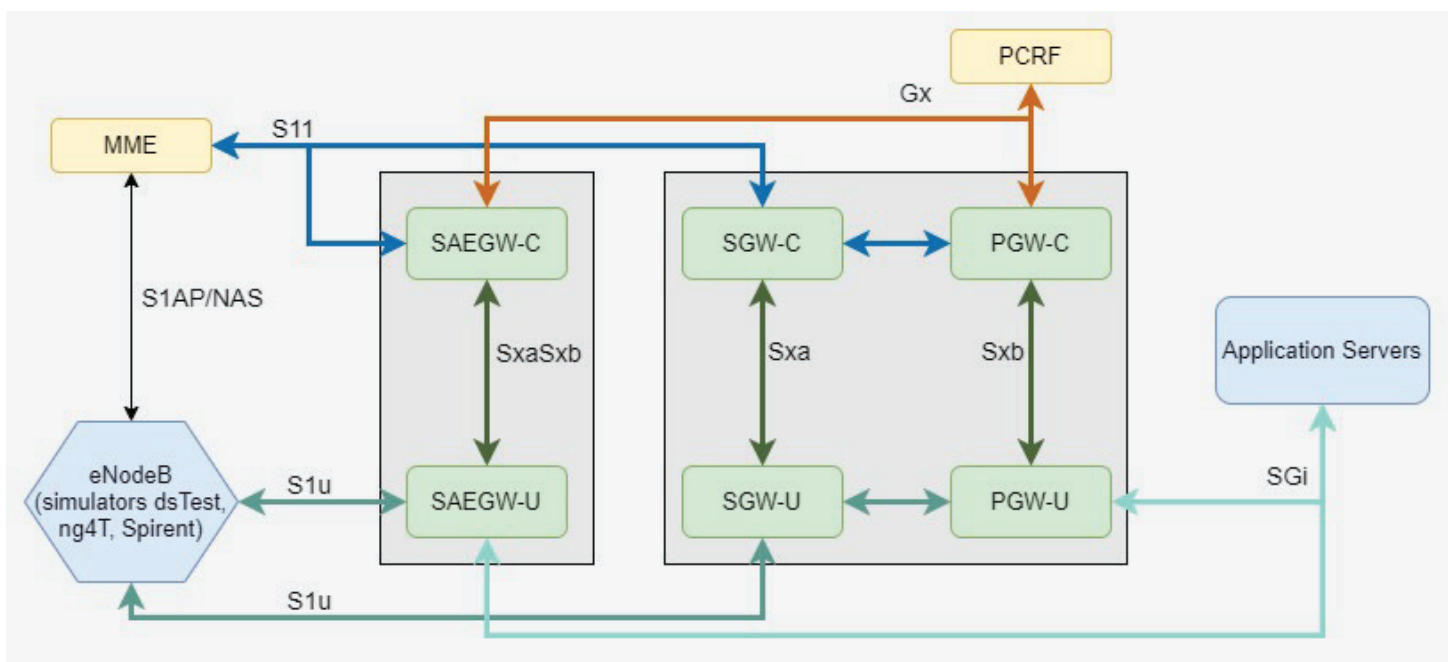 PCRF
Gx
S11
MME
SAEGW-C
SGW-C
PGW-C
S1AP/NAS
SxaSxb
Sxa
Sxb
Application Servers
eNodeB
(simulators dsTest,
ng4T, Spirent)
S1u
SAEGW-U
SGW-U
PGW-U
SGi
S1u